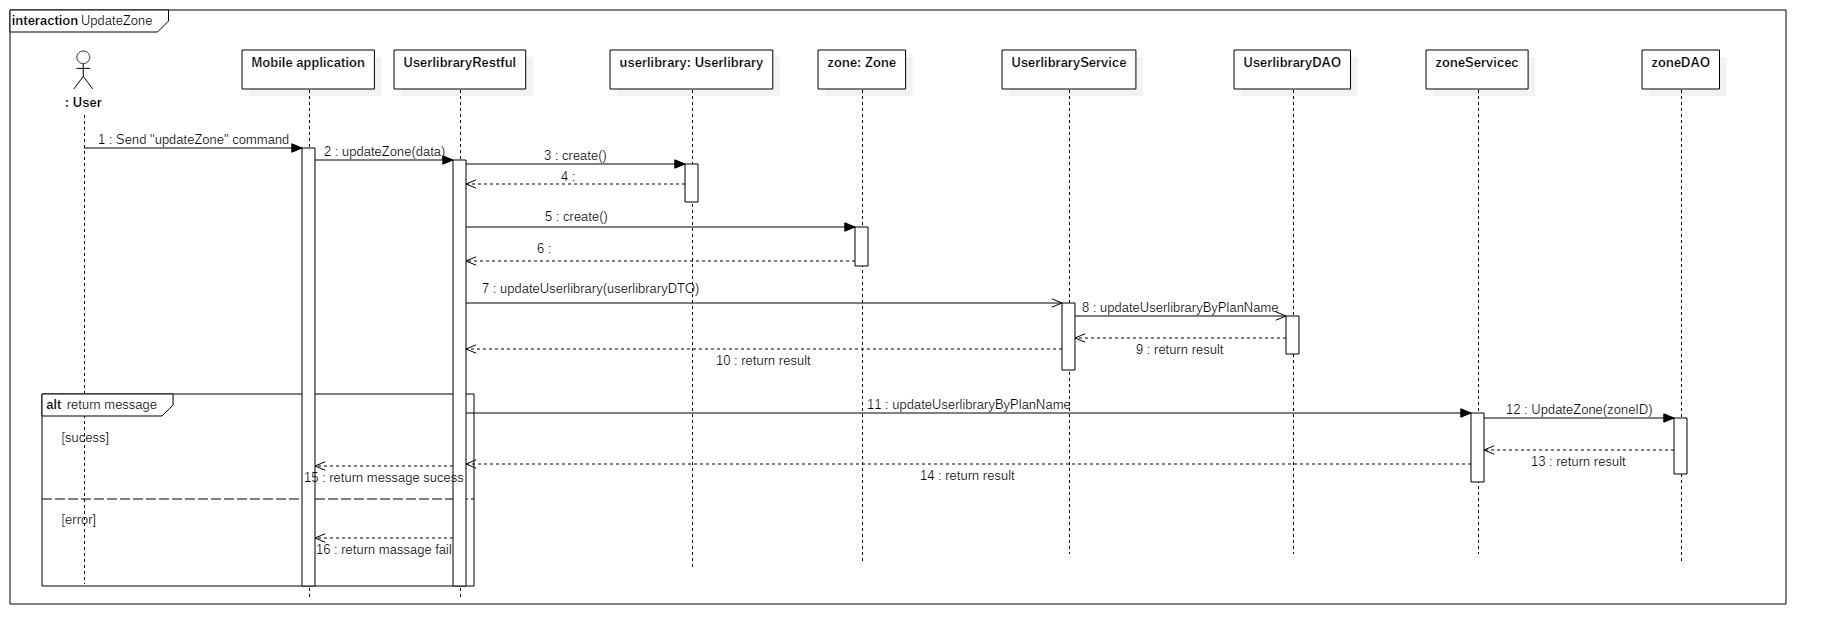 interaction UpdateZone
: User
Mobile application
UserlibraryRestful
userlibrary: Userlibrary
zone: Zone
UserlibraryService
UserlibraryDAO
zoneServicec
zoneDAO
1 : Send "updateZone" command
2 : updateZone(data)
3 : create()
4 :
5 : create()
6 :
7 : updateUserlibrary(userlibraryDTO)
8 : updateUserlibraryByPlanName
9 : return result
10 : return result
alt return message
11 : updateUserlibraryByPlanName
12 : UpdateZone(zoneID)
[sucess]
13 : return result
14 : return result
15 : return message sucess
[error]
16 : return massage fail